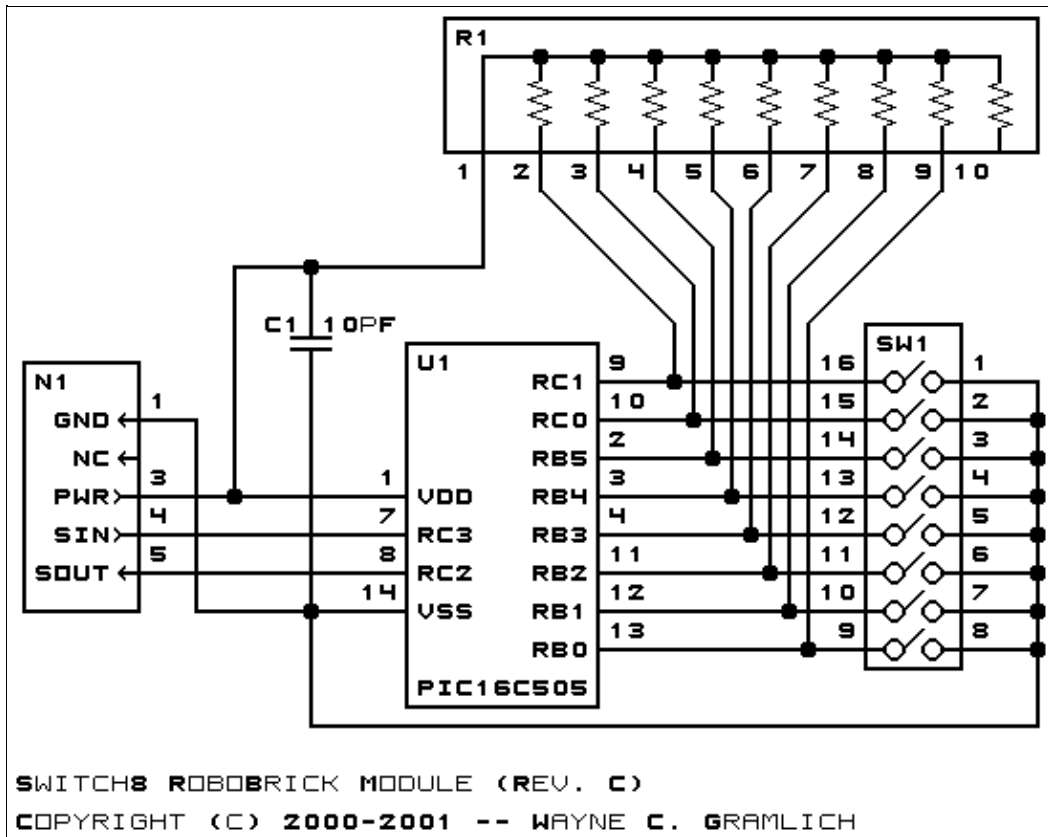 R1
1 2 3 4 5 6 7 8 9 10
C1 10PF
N1
GND 1
NC
PWR 3
SIN 4
SOUT 5
U1
1 VDD
7 RC3
8 RC2
14 VSS
RC1 9
RC0 10
RB5 2
RB4 3
RB3 4
RB2 11
RB1 12
RB0 13
PIC16C505
SW1
16 1
15 2
14 3
13 4
12 5
11 6
10 7
9 8
SWITCH8 ROBOBRICK MODULE (REV. C)
COPYRIGHT (C) 2000-2001 -- WAYNE C. GRAMLICH